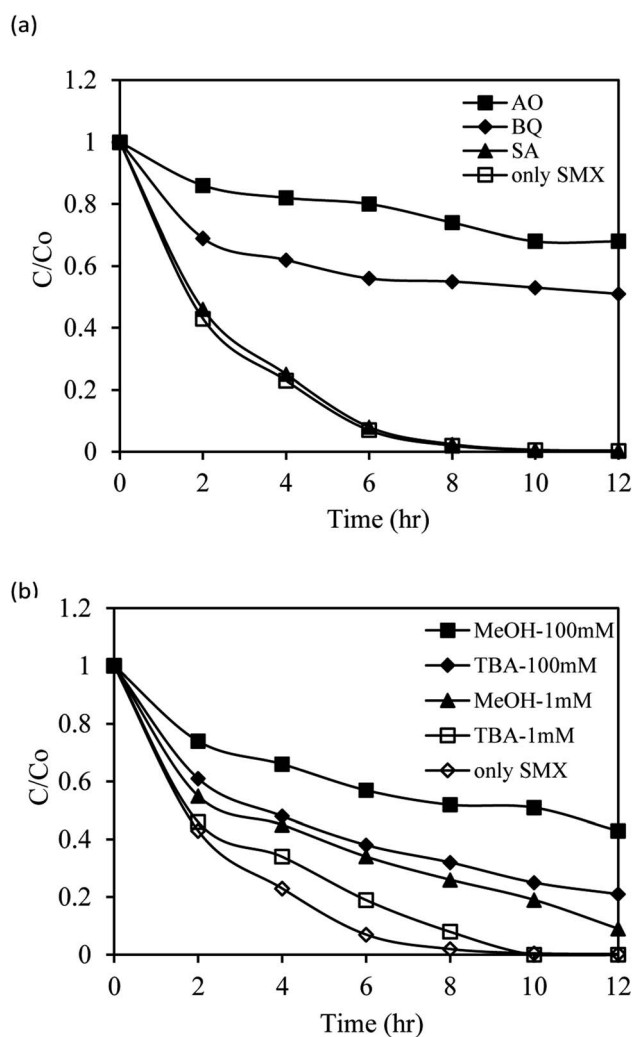 (a)
1.2
1
0.8
0.6
0.4
0.2
0
C/Co
AO
BQ
SA
only SMX
0 2 4 6 8 10 12
Time (hr)
(b)
1.2
1
0.8
0.6
0.4
0.2
0
C/Co
MeOH-100mM
TBA-100mM
MeOH-1mM
TBA-1mM
only SMX
0 2 4 6 8 10 12
Time (hr)